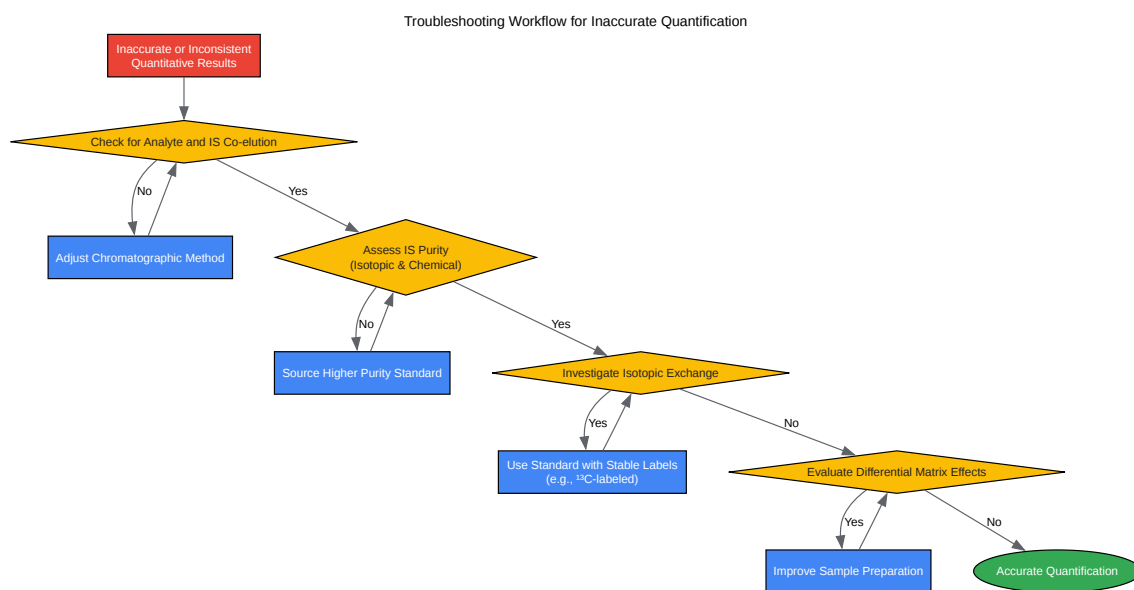 Troubleshooting Workflow for Inaccurate Quantification
Inaccurate or Inconsistent
Quantitative Results
Check for Analyte and IS Co-elution
No
Yes
Adjust Chromatographic Method
Assess IS Purity
(Isotopic & Chemical)
No
Yes
Source Higher Purity Standard
Investigate Isotopic Exchange
Yes
No
Use Standard with Stable Labels
(e.g., ¹³C-labeled)
Evaluate Differential Matrix Effects
Yes
No
Improve Sample Preparation
Accurate Quantification